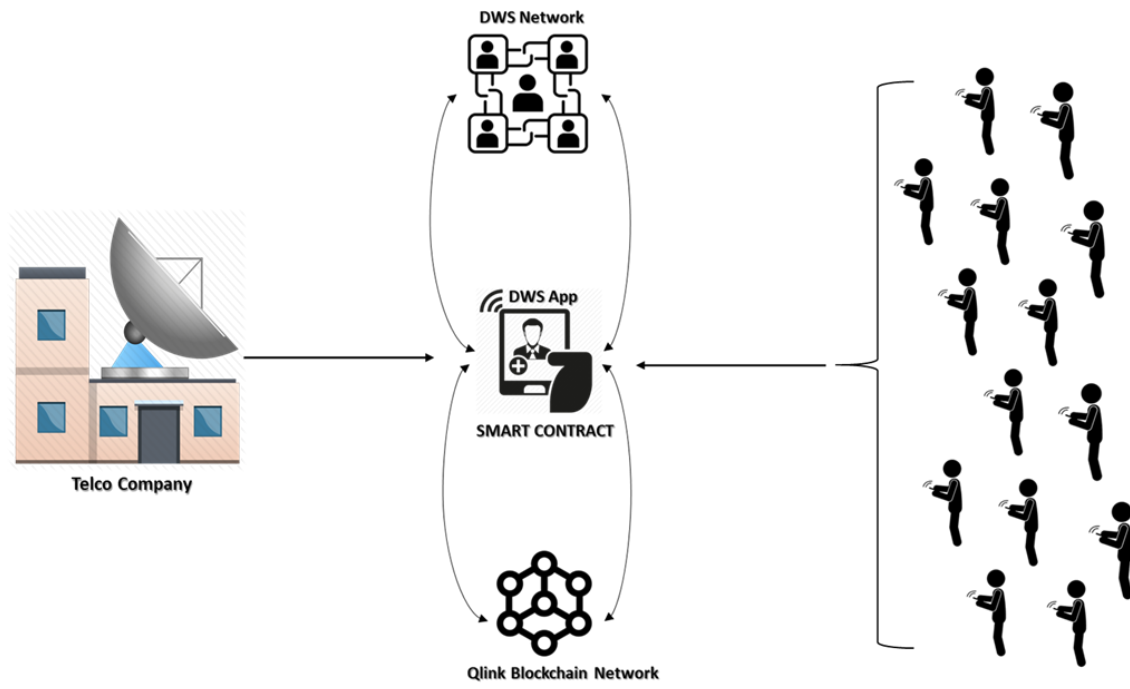 DWS Network
DWS App
SMART CONTRACT
Telco Company
Qlink Blockchain Network